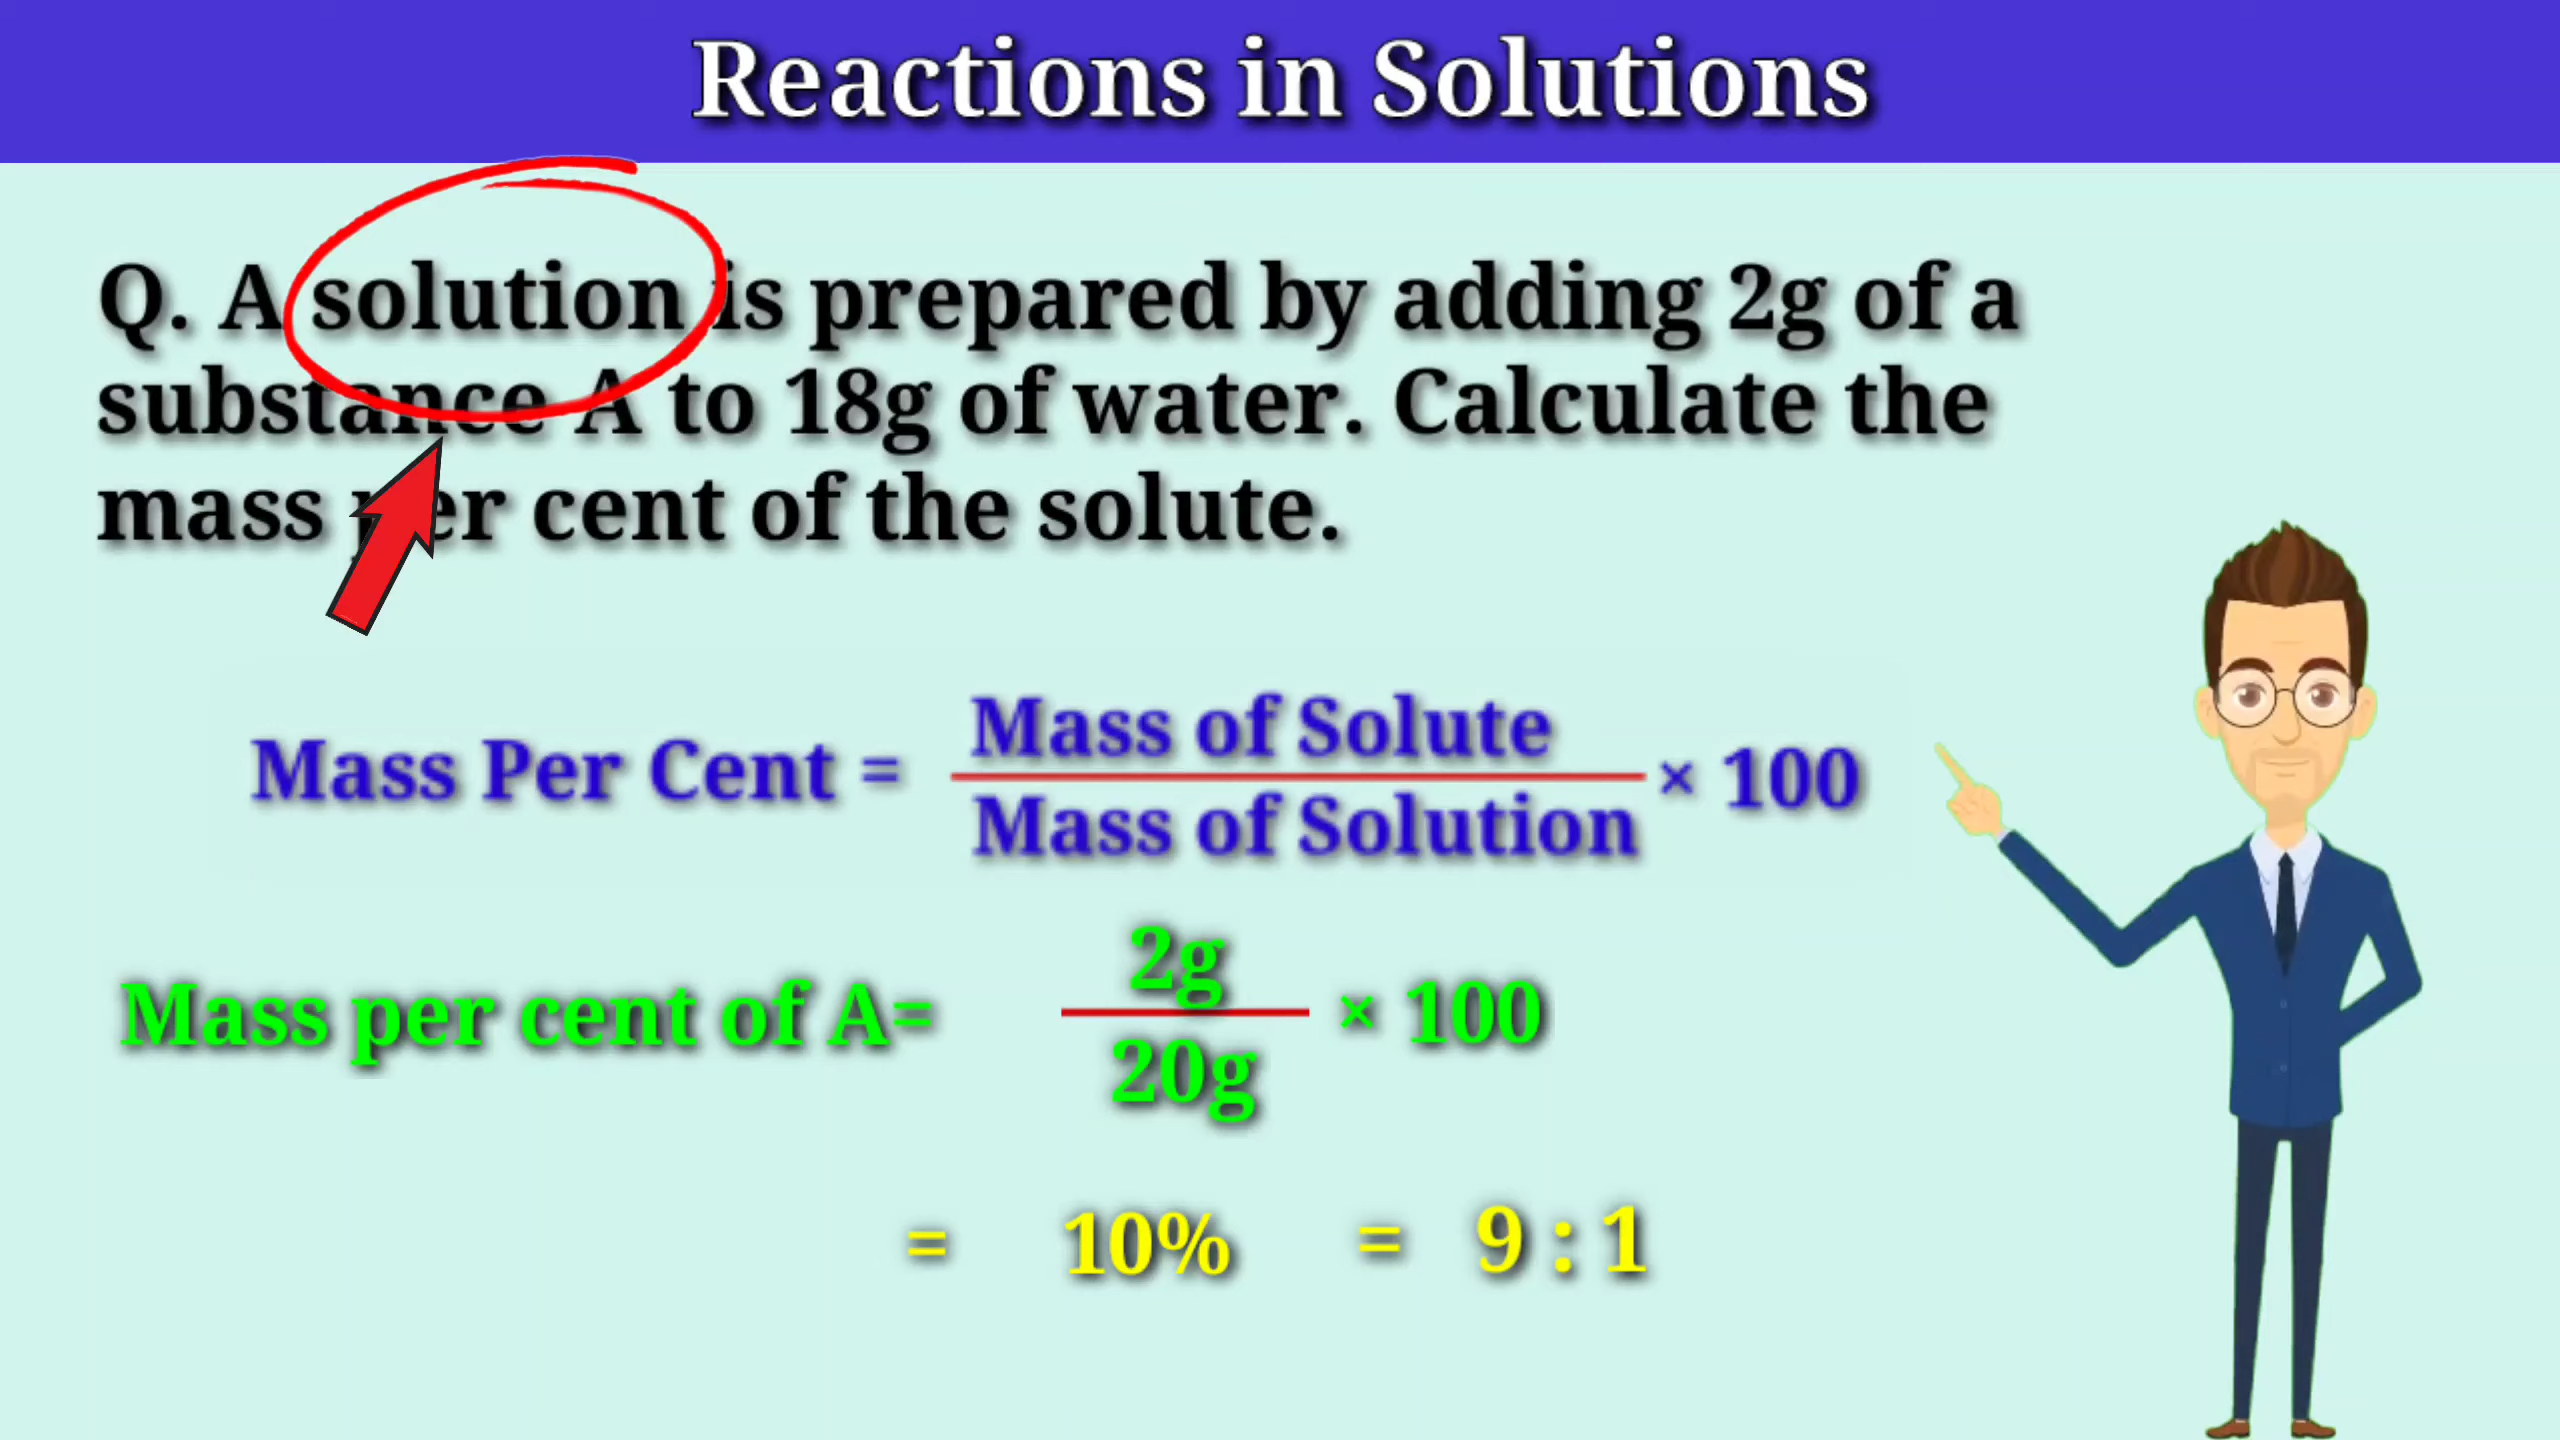 Reactions in Solutions
Q. A solution is prepared by adding 2g of a
substance A to 18g of water. Calculate the
mass per cent of the solute.
Mass Per Cent = Mass of Solute × 100
Mass of Solution
Mass per cent of A= 2g × 100
20g
= 10% = 9 : 1